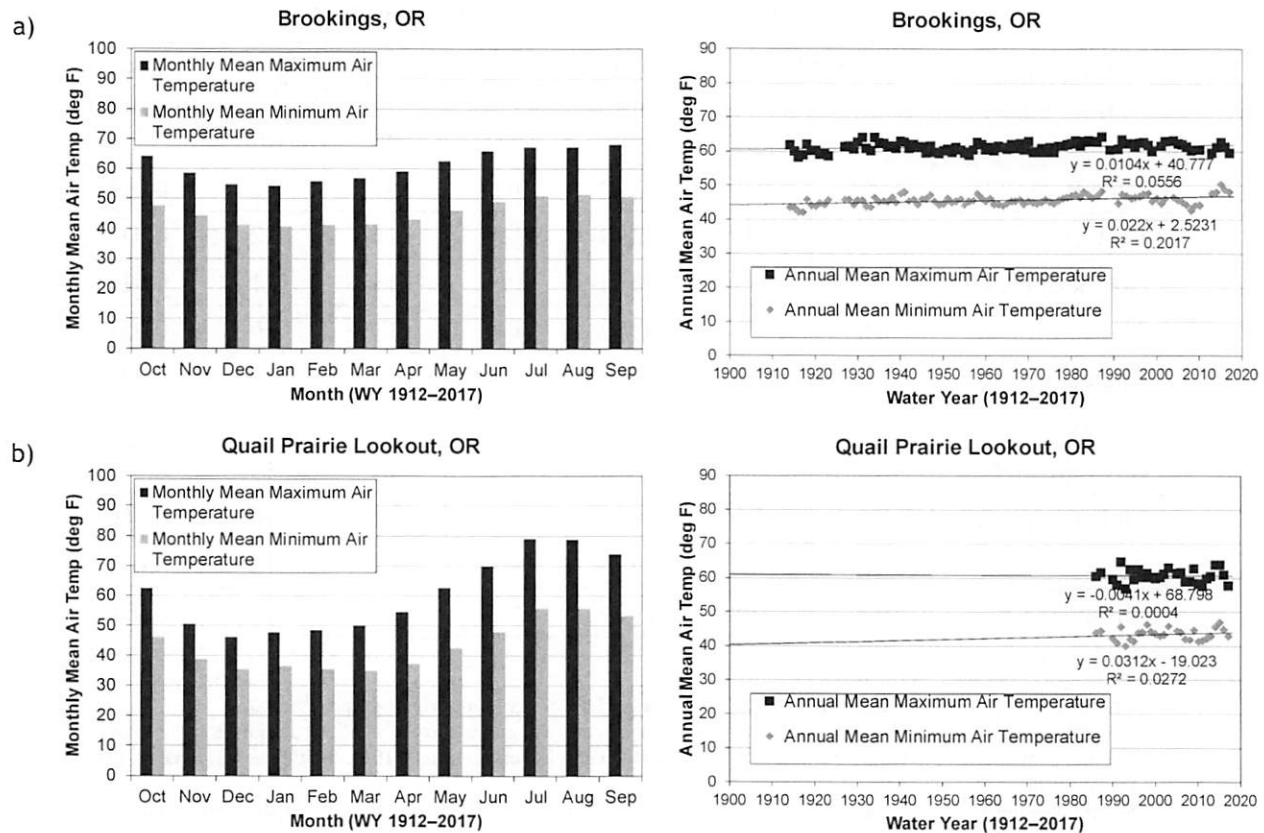 a)
Brookings, OR
Monthly Mean Air Temp (deg F)
100
90
80
70
60
50
40
30
20
10
0
Monthly Mean Maximum Air
Temperature
Monthly Mean Minimum Air
Temperature
Oct Nov Dec Jan Feb Mar Apr May Jun Jul Aug Sep
Month (WY 1912–2017)
Brookings, OR
Annual Mean Air Temp (deg F)
90
80
70
60
50
40
30
20
10
0
y = 0.0104x + 40.777
R² = 0.0556
y = 0.022x + 2.5231
R² = 0.2017
Annual Mean Maximum Air Temperature
Annual Mean Minimum Air Temperature
1900 1910 1920 1930 1940 1950 1960 1970 1980 1990 2000 2010 2020
Water Year (1912–2017)
b)
Quail Prairie Lookout, OR
Monthly Mean Air Temp (deg F)
100
90
80
70
60
50
40
30
20
10
0
Monthly Mean Maximum Air
Temperature
Monthly Mean Minimum Air
Temperature
Oct Nov Dec Jan Feb Mar Apr May Jun Jul Aug Sep
Month (WY 1912–2017)
Quail Prairie Lookout, OR
Annual Mean Air Temp (deg F)
90
80
70
60
50
40
30
20
10
0
y = -0.0041x + 68.798
R² = 0.0004
y = 0.0312x - 19.023
R² = 0.0272
Annual Mean Maximum Air Temperature
Annual Mean Minimum Air Temperature
1900 1910 1920 1930 1940 1950 1960 1970 1980 1990 2000 2010 2020
Water Year (1912–2017)